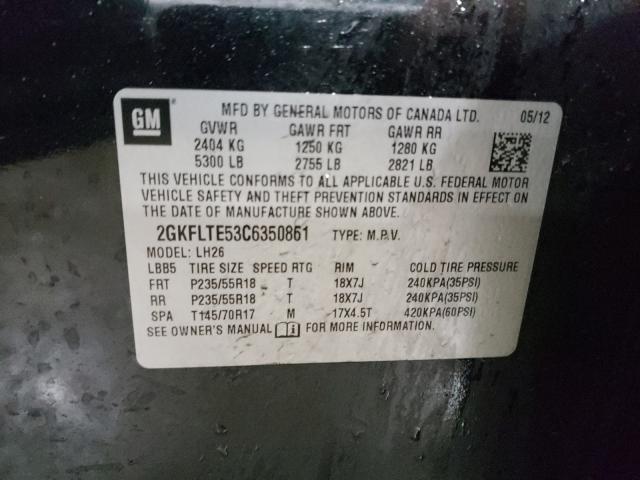 GM
MFD BY GENERAL MOTORS OF CANADA LTD. 05/12
GVWR GAWR FRT GAWR RR
2404 KG 1250 KG 1280 KG
5300 LB 2755 LB 2821 LB
THIS VEHICLE CONFORMS TO ALL APPLICABLE U.S. FEDERAL MOTOR
VEHICLE SAFETY AND THEFT PREVENTION STANDARDS IN EFFECT ON
THE DATE OF MANUFACTURE SHOWN ABOVE.
2GKFLTE53C6350861 TYPE: M.P.V.
MODEL: LH26
LBB5 TIRE SIZE SPEED RTG RIM COLD TIRE PRESSURE
FRT P235/55R18 T 18X7J 240KPA(35PSI)
RR P235/55R18 T 18X7J 240KPA(35PSI)
SPA T145/70R17 M 17X4.5T 420KPA(60PSI)
SEE OWNER'S MANUAL FOR MORE INFORMATION.